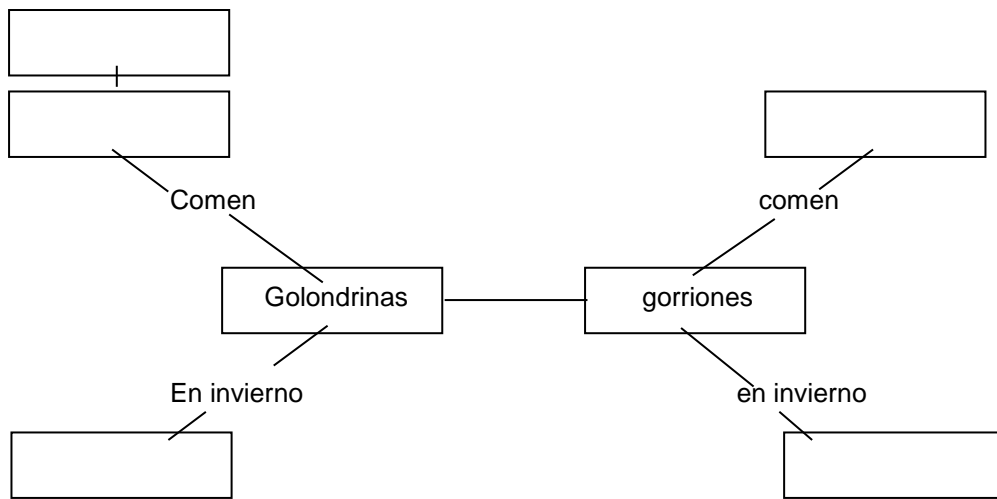 Comen
comen
Golondrinas
gorriones
En invierno
en invierno